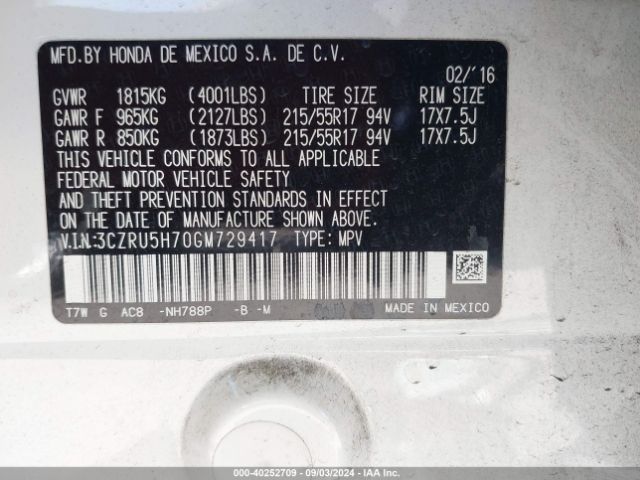 MFD.BY HONDA DE MEXICO S.A. DE C.V.
02/'16
GVWR 1815KG (4001LBS) TIRE SIZE RIM SIZE
GAWR F 965KG (2127LBS) 215/55R17 94V 17X7.5J
GAWR R 850KG (1873LBS) 215/55R17 94V 17X7.5J
THIS VEHICLE CONFORMS TO ALL APPLICABLE
FEDERAL MOTOR VEHICLE SAFETY
AND THEFT PREVENTION STANDARDS IN EFFECT
ON THE DATE OF MANUFACTURE SHOWN ABOVE.
V.I.N.:3CZRU5H70GM729417 TYPE: MPV
T7W G AC8 -NH788P -B -M MADE IN MEXICO
000-40252709 - 09/03/2024 - IAAI.COM